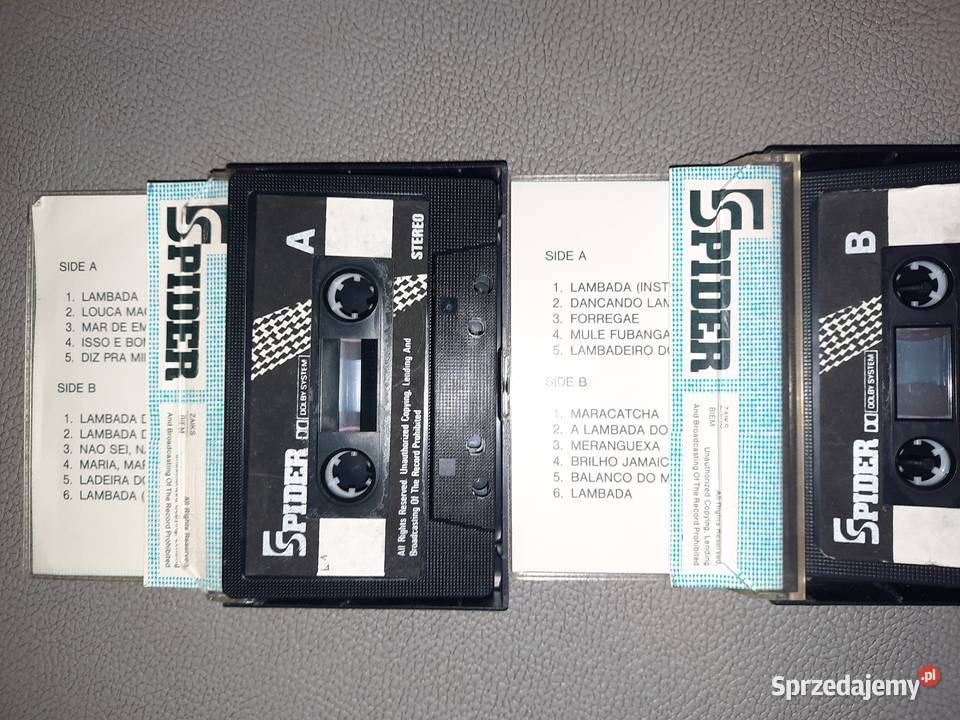 SIDE A
1. LAMBADA
2. LOUCA MA
3. MAR DE EM
4. ISSO E BO
5. DIZ PRA MI
SIDE B
1. LAMBADA D
2. LAMBADA D
3. NAO SEI, NA
4. MARIA, MAR
5. LADEIRA DO
6. LAMBADA (
SPIDER
ZAIKS
BIEM
All Rights Reserved,
And Broadcasting Of The Record Prohibited
A
STEREO
DOLBY SYSTEM
SPIDER
All Rights Reserved. Unauthorized Copying, Lending And
Broadcasting Of The Record Prohibited
SIDE A
1. LAMBADA (INST
2. DANCANDO LAM
3. FORREGAE
4. MULE FUBANGA
5. LAMBADEIRO DO
SIDE B
1. MARACATCHA
2. A LAMBADA DO
3. MERANGUEXA
4. BRILHO JAMAIC
5. BALANCO DO M
6. LAMBADA
SPIDER
ZAIKS
BIEM
All Rights Reserved,
Unauthorized Copying, Lending
And Broadcasting Of The Record Prohibited
B
DOLBY SYSTEM
SPIDER
Sprzedajemy.pl